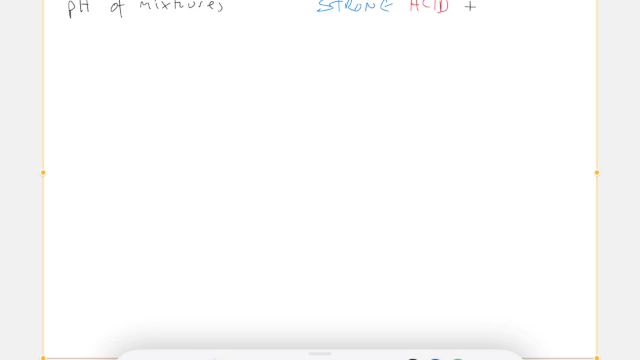 pH of mixtures STRONG ACID +